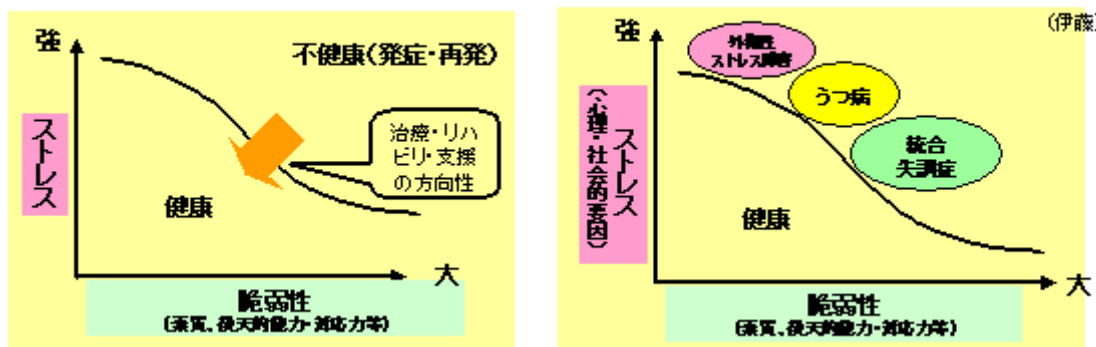 強
不健康(発症・再発)
ストレス
治療・リハ
ビリ・支援
の方向性
健康
大
脆弱性
(素質、後天的能力・対応力等)
(伊藤)
強
外傷性
ストレス障害
うつ病
統合
失調症
ストレス
(心理・社会的要因)
健康
大
脆弱性
(素質、後天的能力・対応力等)